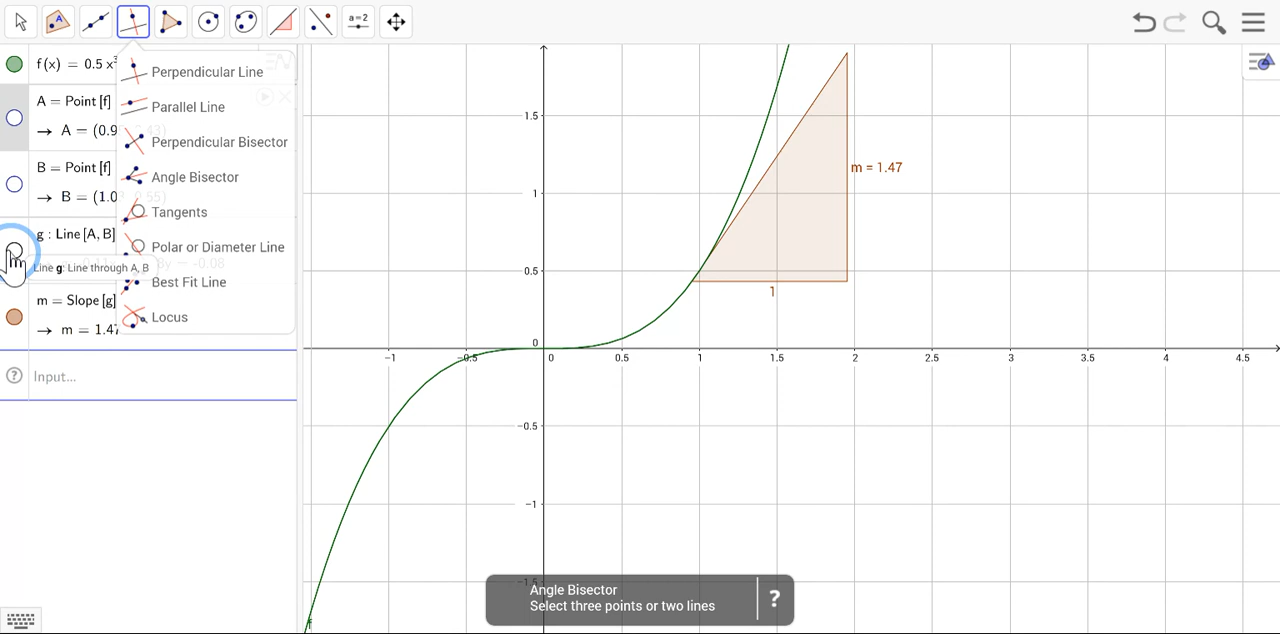 a=2
f(x) = 0.5 x³
A = Point [f]
→ A = (0.9
B = Point [f]
→ B = (1.0
g : Line [A, B]
Line g: Line through A, B
m = Slope [g]
→ m = 1.47
Input...
Perpendicular Line
Parallel Line
Perpendicular Bisector
Angle Bisector
Tangents
Polar or Diameter Line
Best Fit Line
Locus
1.5
1
0.5
0
-0.5
-1
-1.5
-1
-0.5
0
0.5
1
1.5
2
2.5
3
3.5
4
4.5
m = 1.47
1
f
Angle Bisector
Select three points or two lines
?